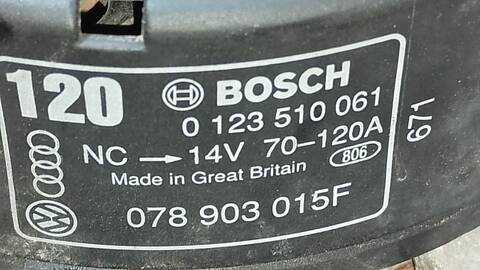 120
BOSCH
0 123 510 061
NC → 14V 70–120A
806
Made in Great Britain
078 903 015F
671